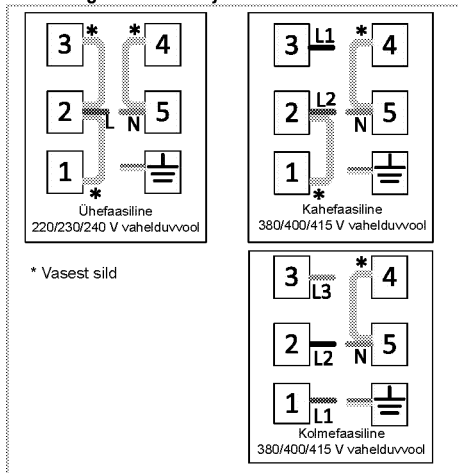 3 * * 4
2 L N 5
1 *
Ühefaasiline
220/230/240 V vahelduvvool
3 L1 * 4
2 L2 N 5
1 *
Kahefaasiline
380/400/415 V vahelduvvool
* Vasest sild
3 L3 * 4
2 L2 N 5
1 L1
Kolmefaasiline
380/400/415 V vahelduvvool